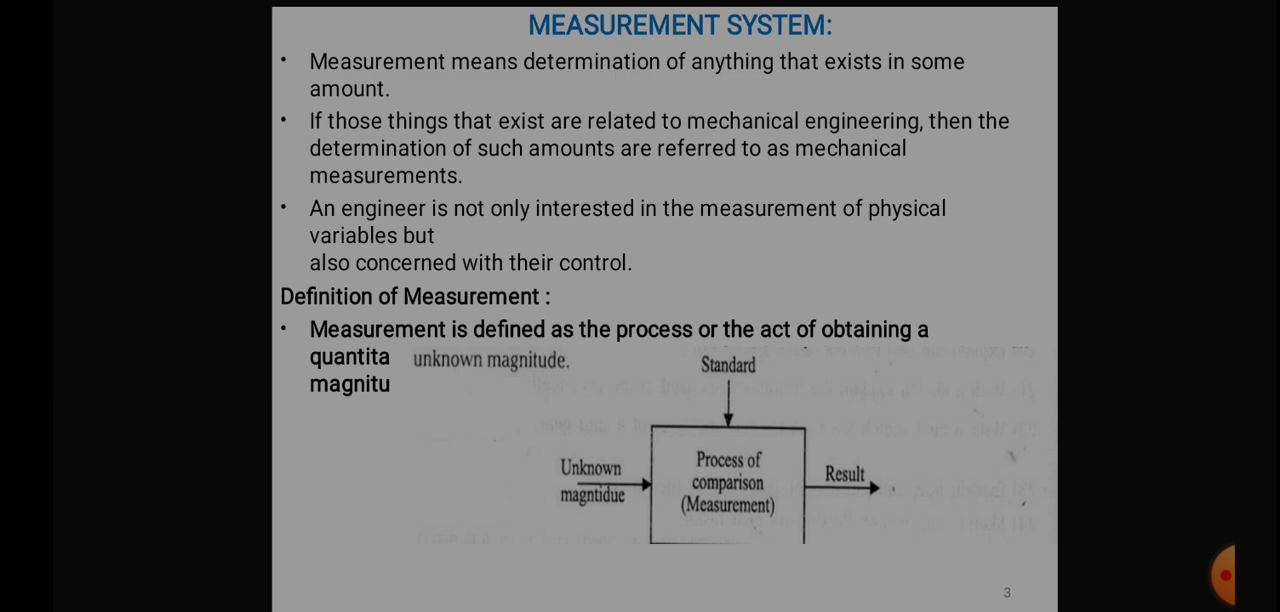 MEASUREMENT SYSTEM:
• Measurement means determination of anything that exists in some
amount.
• If those things that exist are related to mechanical engineering, then the
determination of such amounts are referred to as mechanical
measurements.
• An engineer is not only interested in the measurement of physical
variables but
also concerned with their control.
Definition of Measurement :
• Measurement is defined as the process or the act of obtaining a
quantita
magnitu
unknown magnitude.
Standard
Unknown
magntidue
Process of
comparison
(Measurement)
Result
3